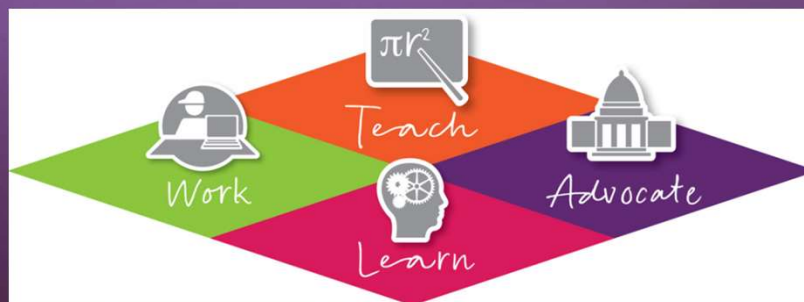 πr²
Teach
Work
Advocate
Learn